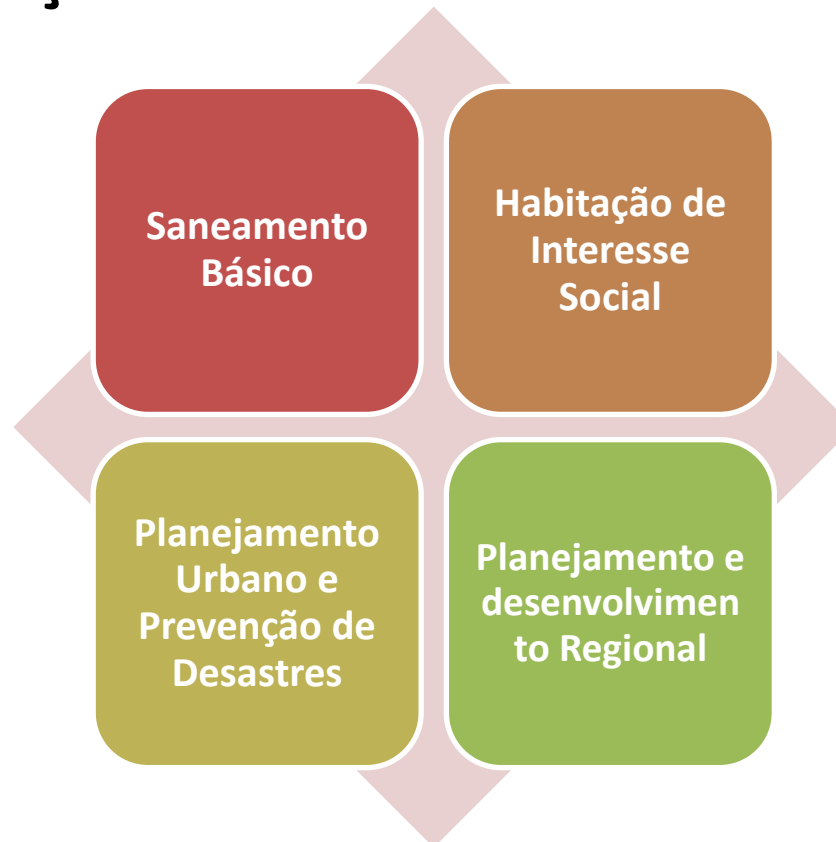 Saneamento
Básico
Habitação de
Interesse
Social
Planejamento
Urbano e
Prevenção de
Desastres
Planejamento e
desenvolvimen
to Regional